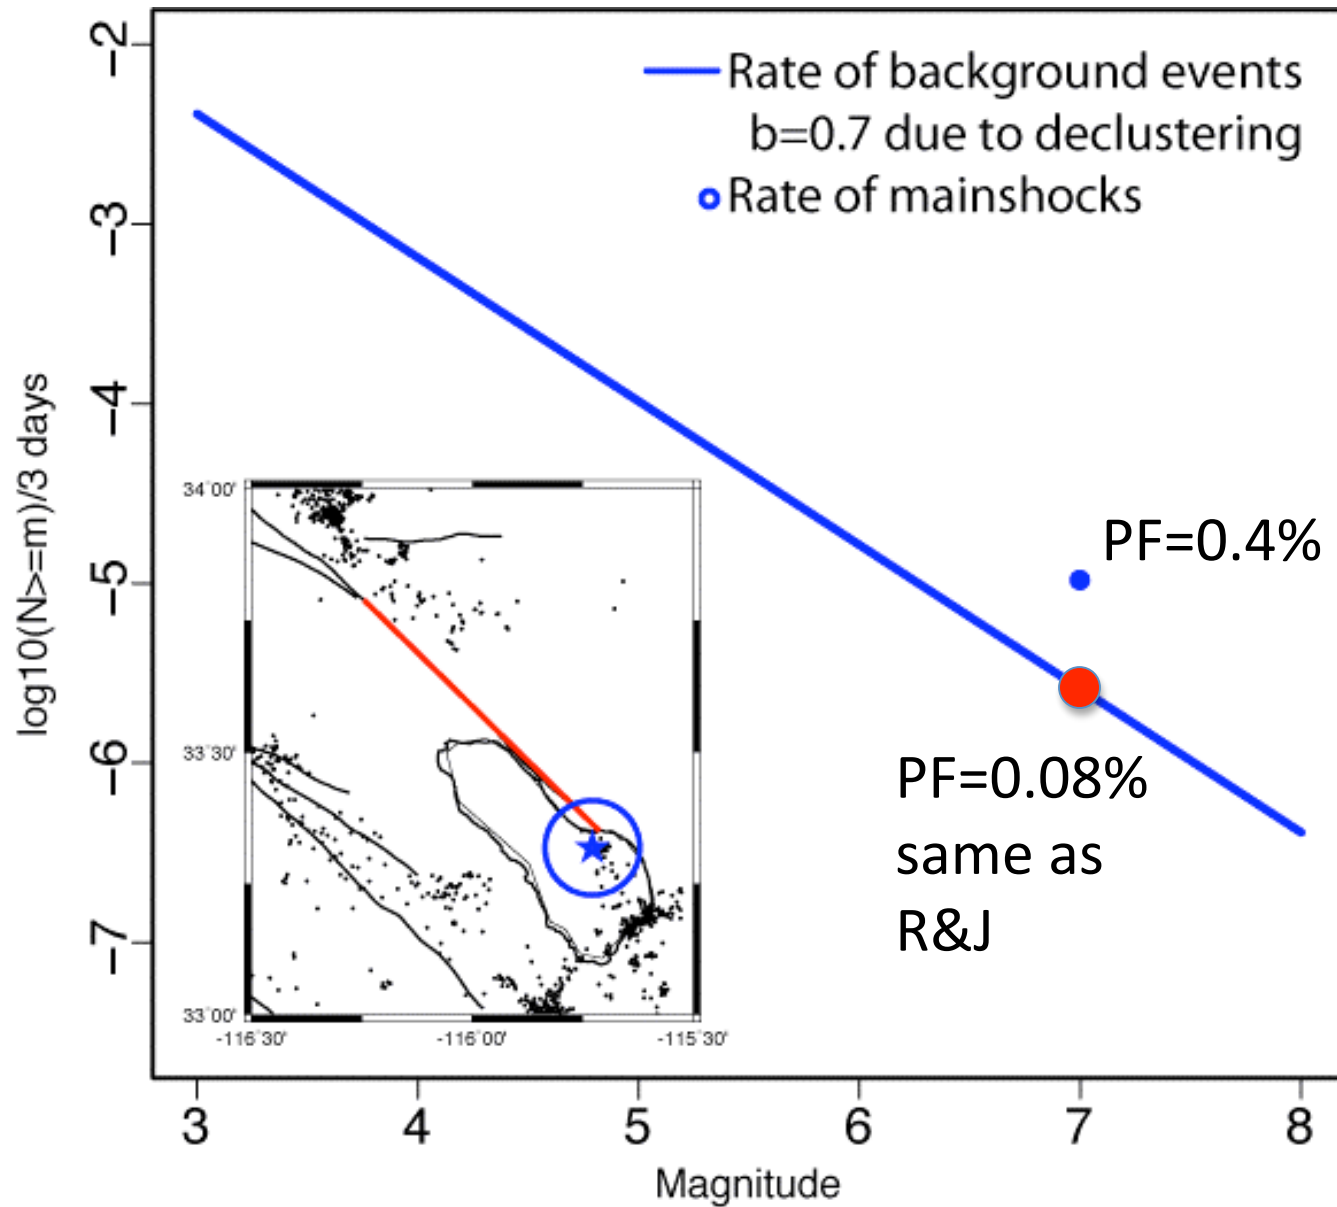 Rate of background events
b=0.7 due to declustering
Rate of mainshocks
log10(N>=m)/3 days
−2
−3
−4
−5
−6
−7
PF=0.4%
PF=0.08%
same as
R&J
34°00'
33°30'
33°00'
-116°30' -116°00' -115°30'
3 4 5 6 7 8
Magnitude